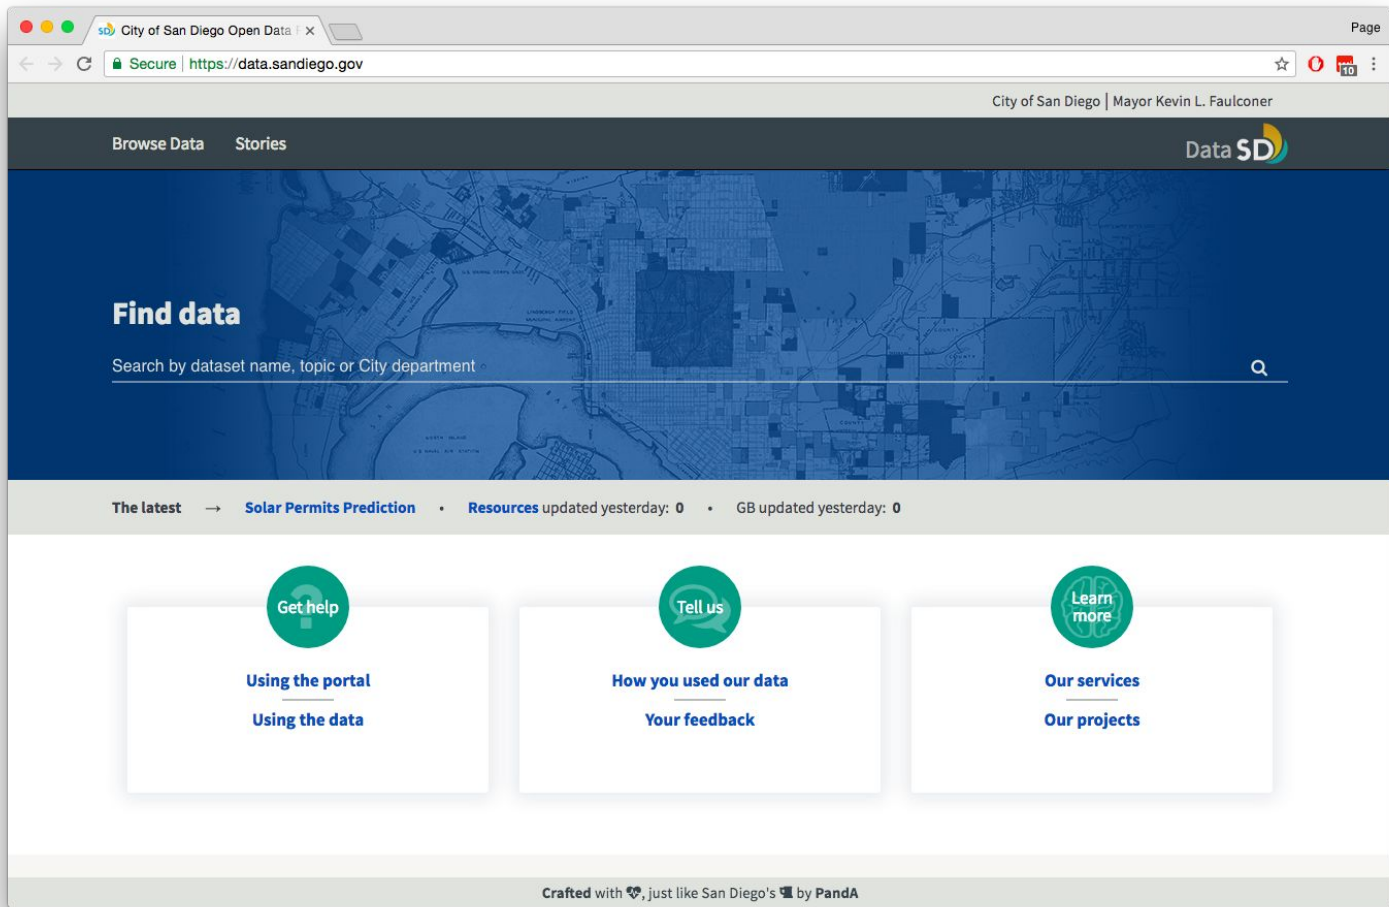 City of San Diego Open Data
Page
Secure | https://data.sandiego.gov
10
City of San Diego | Mayor Kevin L. Faulconer
Browse Data Stories
Data SD
Find data
Search by dataset name, topic or City department
The latest → Solar Permits Prediction • Resources updated yesterday: 0 • GB updated yesterday: 0
Get help
Using the portal
Using the data
Tell us
How you used our data
Your feedback
Learn
more
Our services
Our projects
Crafted with , just like San Diego's by PandA